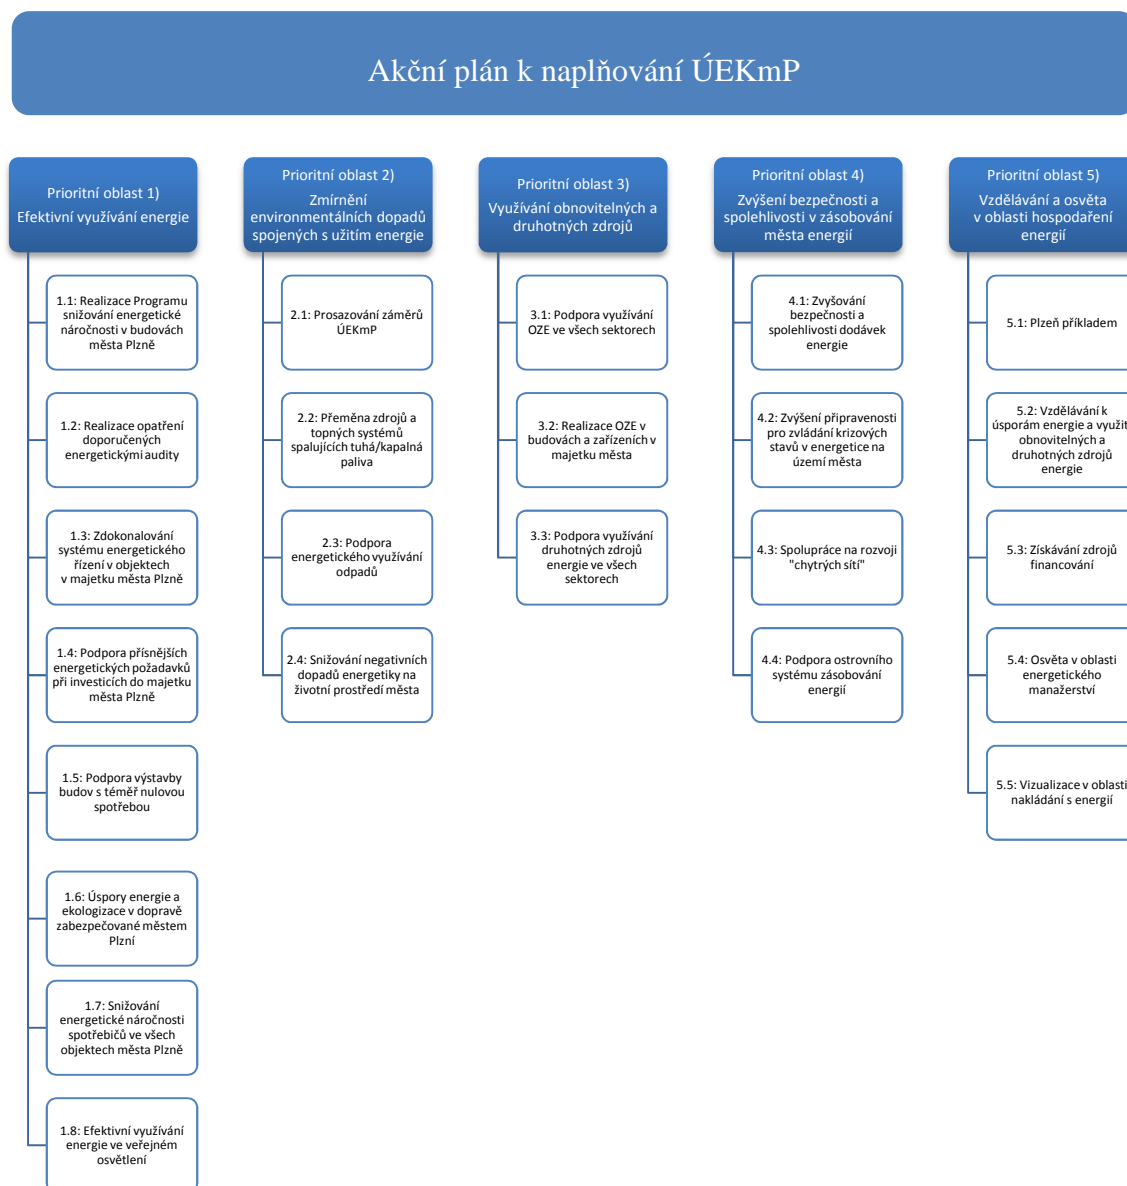 Akční plán k naplňování ÚEKmP
Prioritní oblast 1)
Efektivní využívání energie
1.1: Realizace Programu
snižování energetické
náročnosti v budovách
města Plzně
1.2: Realizace opatření
doporučených
energetickými audity
1.3: Zdokonalování
systému energetického
řízení v objektech
v majetku města Plzně
1.4: Podpora přísnějších
energetických požadavků
při investicích do majetku
města Plzně
1.5: Podpora výstavby
budov s téměř nulovou
spotřebou
1.6: Úspory energie a
ekologizace v dopravě
zabezpečované městem
Plzní
1.7: Snižování
energetické náročnosti
spotřebičů ve všech
objektech města Plzně
1.8: Efektivní využívání
energie ve veřejném
osvětlení
Prioritní oblast 2)
Zmírnění
environmentálních dopadů
spojených s užitím energie
2.1: Prosazování záměrů
ÚEKmP
2.2: Přeměna zdrojů a
topných systémů
spalujících tuhá/kapalná
paliva
2.3: Podpora
energetického využívání
odpadů
2.4: Snižování negativních
dopadů energetiky na
životní prostředí města
Prioritní oblast 3)
Využívání obnovitelných a
druhotných zdrojů
3.1: Podpora využívání
OZE ve všech sektorech
3.2: Realizace OZE v
budovách a zařízeních v
majetku města
3.3: Podpora využívání
druhotných zdrojů
energie ve všech
sektorech
Prioritní oblast 4)
Zvýšení bezpečnosti a
spolehlivosti v zásobování
města energií
4.1: Zvyšování
bezpečnosti a
spolehlivosti dodávek
energie
4.2: Zvýšení připravenosti
pro zvládání krizových
stavů v energetice na
území města
4.3: Spolupráce na rozvoji
"chytrých sítí"
4.4: Podpora ostrovního
systému zásobování
energií
Prioritní oblast 5)
Vzdělávání a osvěta
v oblasti hospodaření
energií
5.1: Plzeň příkladem
5.2: Vzdělávání k
úsporám energie a využit
obnovitelných a
druhotných zdrojů
energie
5.3: Získávání zdrojů
financování
5.4: Osvěta v oblasti
energetického
manažerství
5.5: Vizualizace v oblasti
nakládání s energií